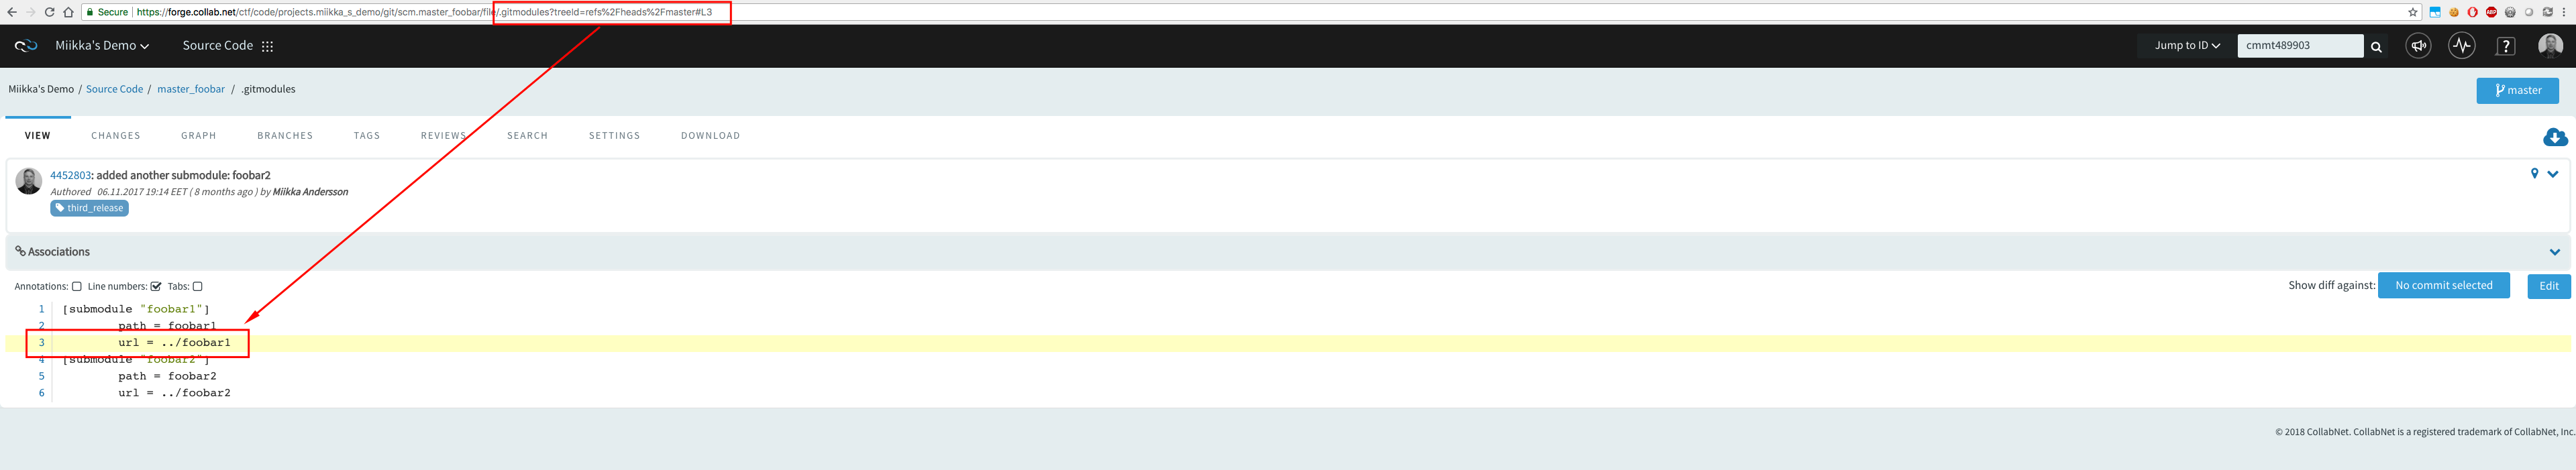 Secure https://forge.collab.net/ctf/code/projects.miikka_s_demo/git/scm.master_foobar/file/.gitmodules?treeId=refs%2Fheads%2Fmaster#L3
Miikka's Demo Source Code Jump to ID cmmt489903
Miikka's Demo / Source Code / master_foobar / .gitmodules master
VIEW CHANGES GRAPH BRANCHES TAGS REVIEWS SEARCH SETTINGS DOWNLOAD
4452803: added another submodule: foobar2
Authored 06.11.2017 19:14 EET ( 8 months ago ) by Miikka Andersson
third_release
Associations
Annotations: Line numbers: Tabs: Show diff against: No commit selected Edit
1 [submodule "foobar1"]
2 path = foobar1
3 url = ../foobar1
4 [submodule "foobar2"]
5 path = foobar2
6 url = ../foobar2
© 2018 CollabNet. CollabNet is a registered trademark of CollabNet, Inc.